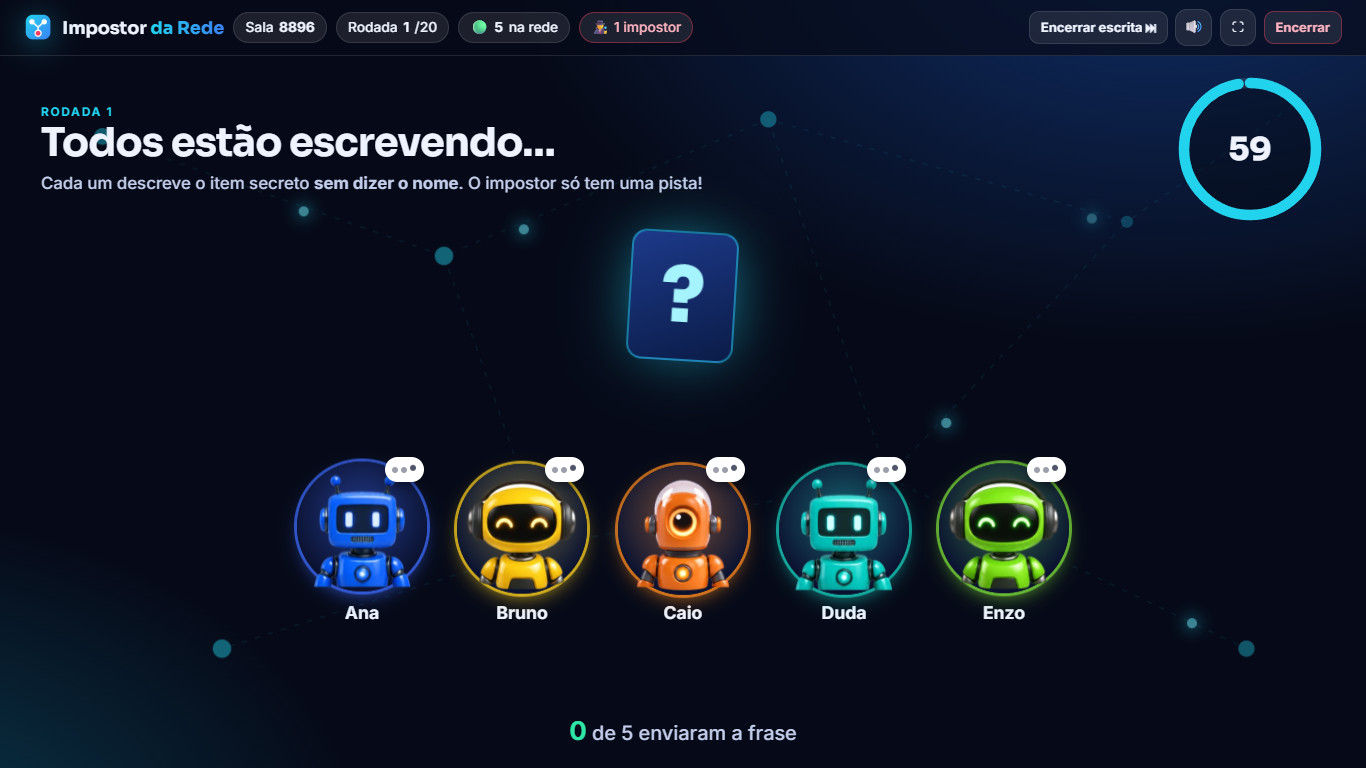 Impostor da Rede
Sala 8896
Rodada 1 /20
5 na rede
1 impostor
Encerrar escrita
Encerrar
RODADA 1
Todos estão escrevendo...
59
Cada um descreve o item secreto sem dizer o nome. O impostor só tem uma pista!
?
Ana
Bruno
Caio
Duda
Enzo
0 de 5 enviaram a frase